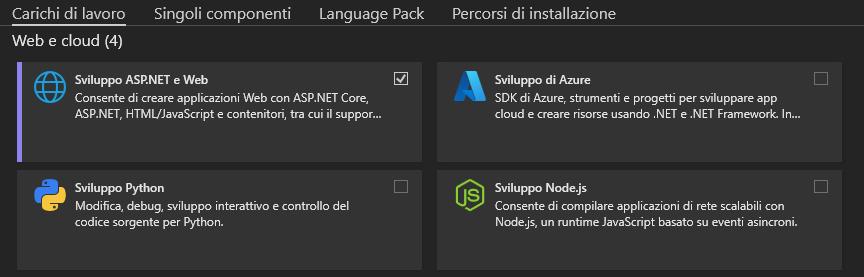 Carichi di lavoro Singoli componenti Language Pack Percorsi di installazione
Web e cloud (4)
Sviluppo ASP.NET e Web
Consente di creare applicazioni Web con ASP.NET Core,
ASP.NET, HTML/JavaScript e contenitori, tra cui il suppor...
Sviluppo di Azure
SDK di Azure, strumenti e progetti per sviluppare app
cloud e creare risorse usando .NET e .NET Framework. In...
Sviluppo Python
Modifica, debug, sviluppo interattivo e controllo del
codice sorgente per Python.
JS
Sviluppo Node.js
Consente di compilare applicazioni di rete scalabili con
Node.js, un runtime JavaScript basato su eventi asincroni.